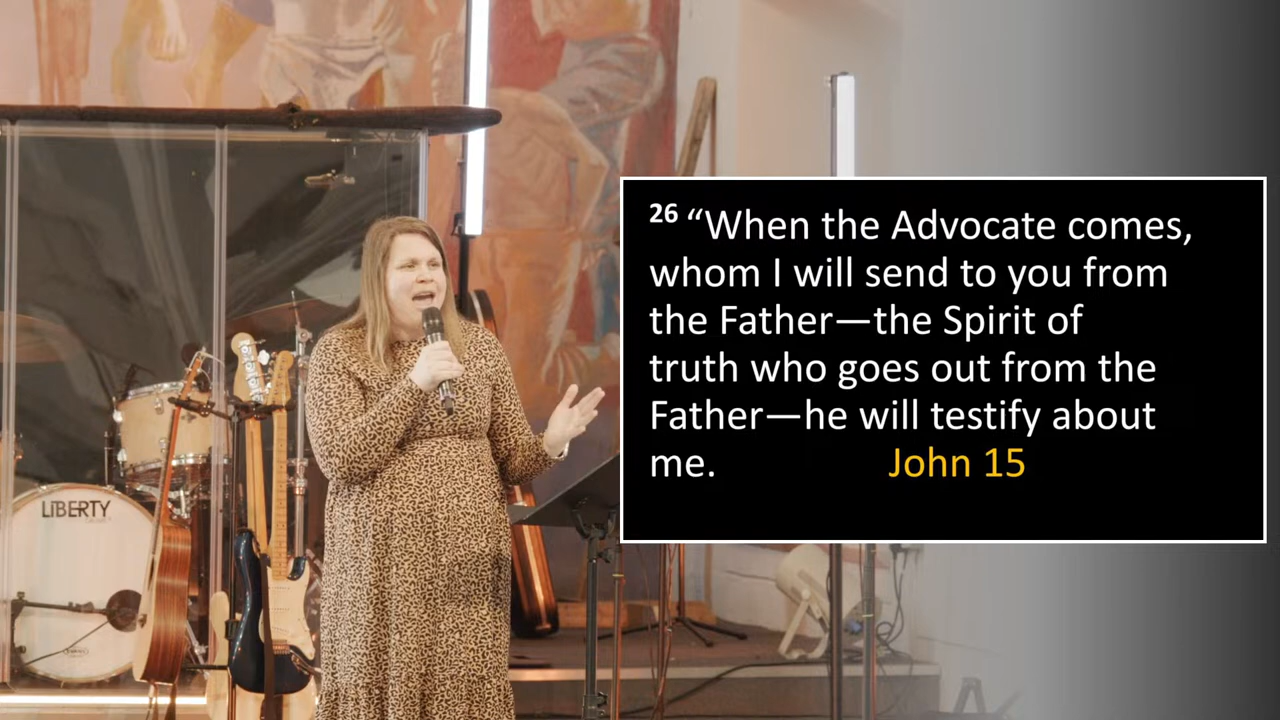 LiBERTY
26 “When the Advocate comes,
whom I will send to you from
the Father—the Spirit of
truth who goes out from the
Father—he will testify about
me. John 15